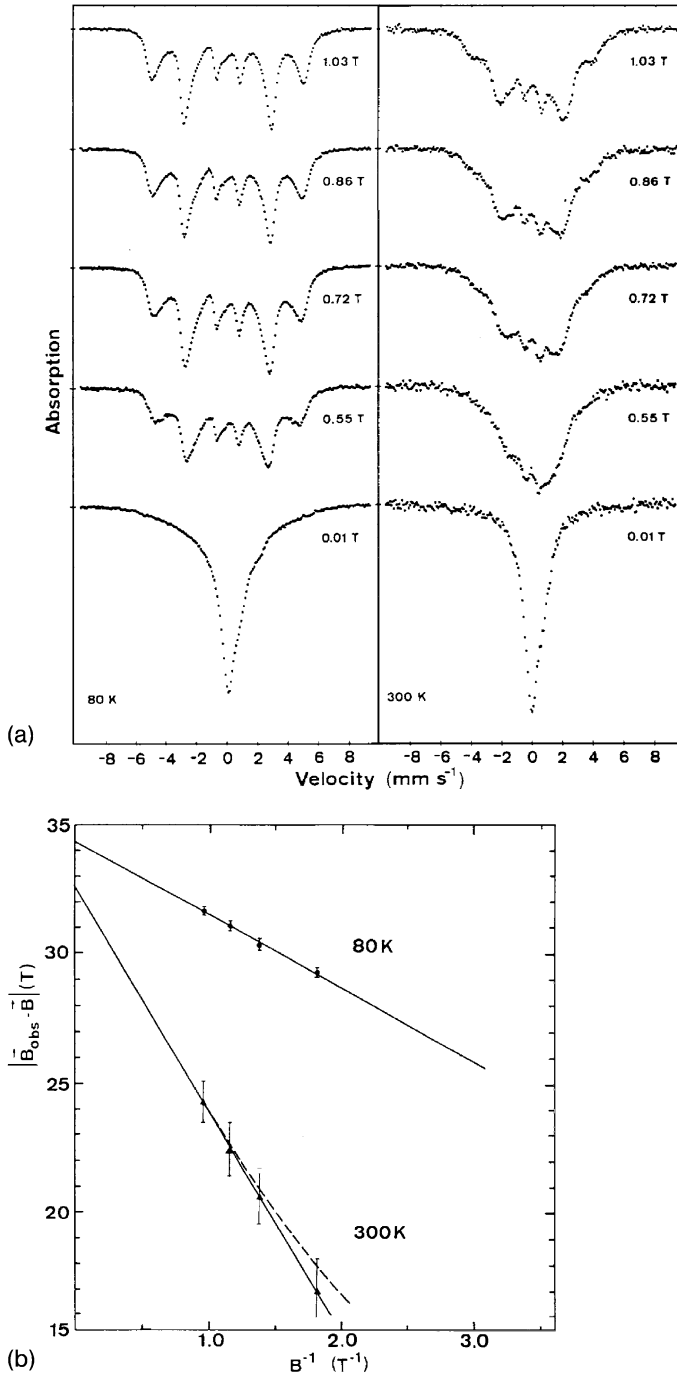 1.03 T
1.03 T
0.86 T
0.86 T
0.72 T
0.72 T
0.55 T
0.55 T
0.01 T
0.01 T
Absorption
80 K
300 K
-8 -6 -4 -2 0 2 4 6 8
-8 -6 -4 -2 0 2 4 6 8
Velocity (mm s⁻¹)
(a)
35
30
25
20
15
|B⃗obs - B⃗| (T)
80K
300K
1.0 2.0 3.0
B⁻¹ (T⁻¹)
(b)